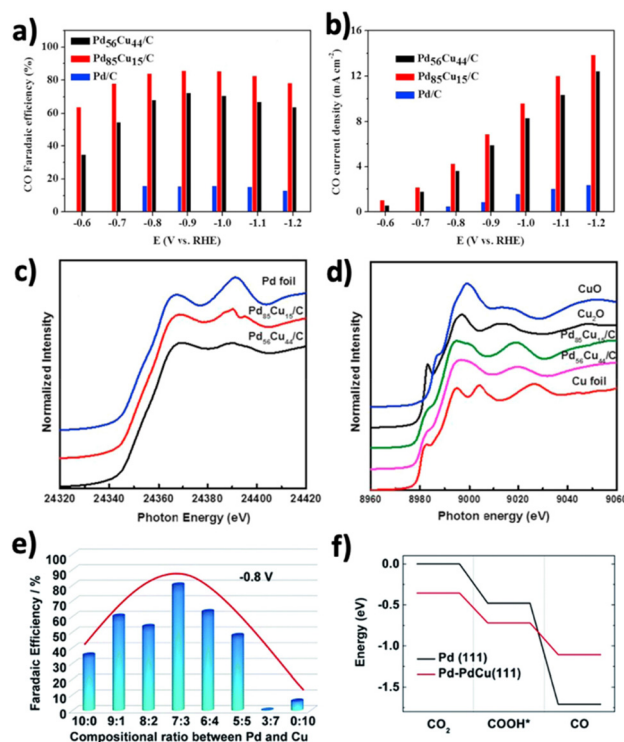 a)
Pd56Cu44/C
Pd85Cu15/C
Pd/C
CO Faradaic efficiency (%)
100
80
60
40
20
0
-0.6 -0.7 -0.8 -0.9 -1.0 -1.1 -1.2
E (V vs. RHE)
b)
Pd56Cu44/C
Pd85Cu15/C
Pd/C
CO current density (mA cm-2)
16
12
8
4
0
-0.6 -0.7 -0.8 -0.9 -1.0 -1.1 -1.2
E (V vs. RHE)
c)
Pd foil
Pd85Cu15/C
Pd56Cu44/C
Normalized Intensity
24320 24340 24360 24380 24400 24420
Photon Energy (eV)
d)
CuO
Cu2O
Pd85Cu15/C
Pd56Cu44/C
Cu foil
Normalized Intensity
8960 8980 9000 9020 9040 9060
Photon energy (eV)
e)
-0.8 V
Faradaic Efficiency / %
100
90
80
70
60
50
40
30
20
10
0
10:0 9:1 8:2 7:3 6:4 5:5 3:7 0:10
Compositional ratio between Pd and Cu
f)
Energy (eV)
0.0
-0.5
-1.0
-1.5
Pd (111)
Pd-PdCu(111)
CO2 COOH* CO